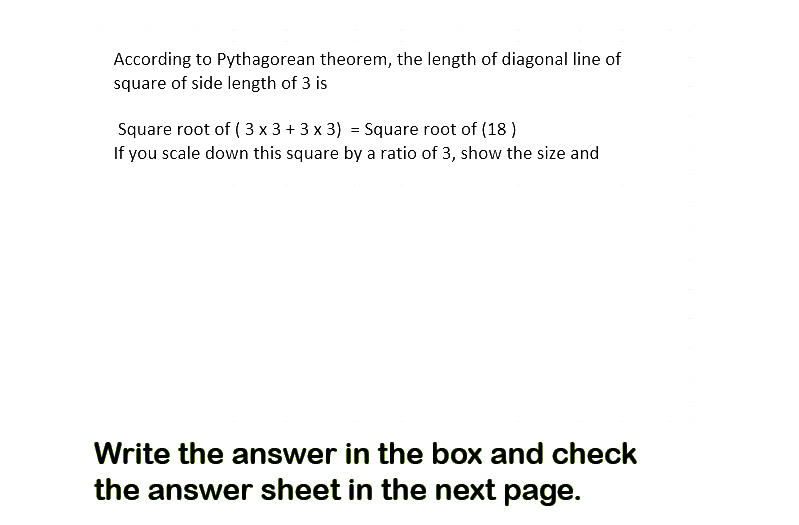 According to Pythagorean theorem, the length of diagonal line of
square of side length of 3 is
Square root of ( 3 x 3 + 3 x 3)  = Square root of (18 )
If you scale down this square by a ratio of 3, show the size and
Write the answer in the box and check
the answer sheet in the next page.